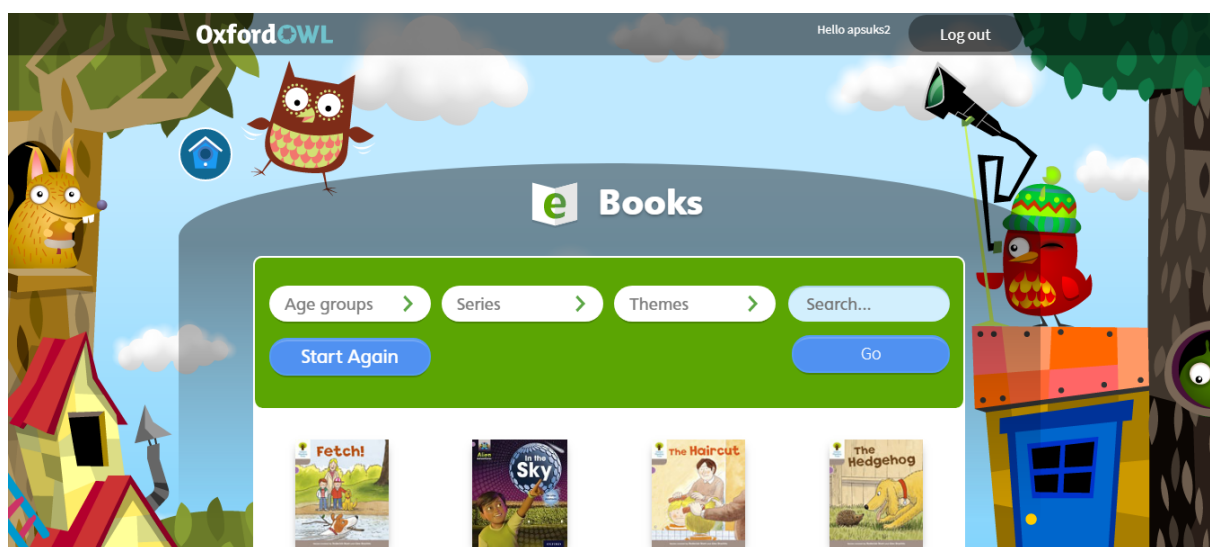 OxfordOWL
Hello apsuks2
Log out
e Books
Age groups
Series
Themes
Search...
Start Again
Go
Fetch!
In the
Sky
The Haircut
The
Hedgehog